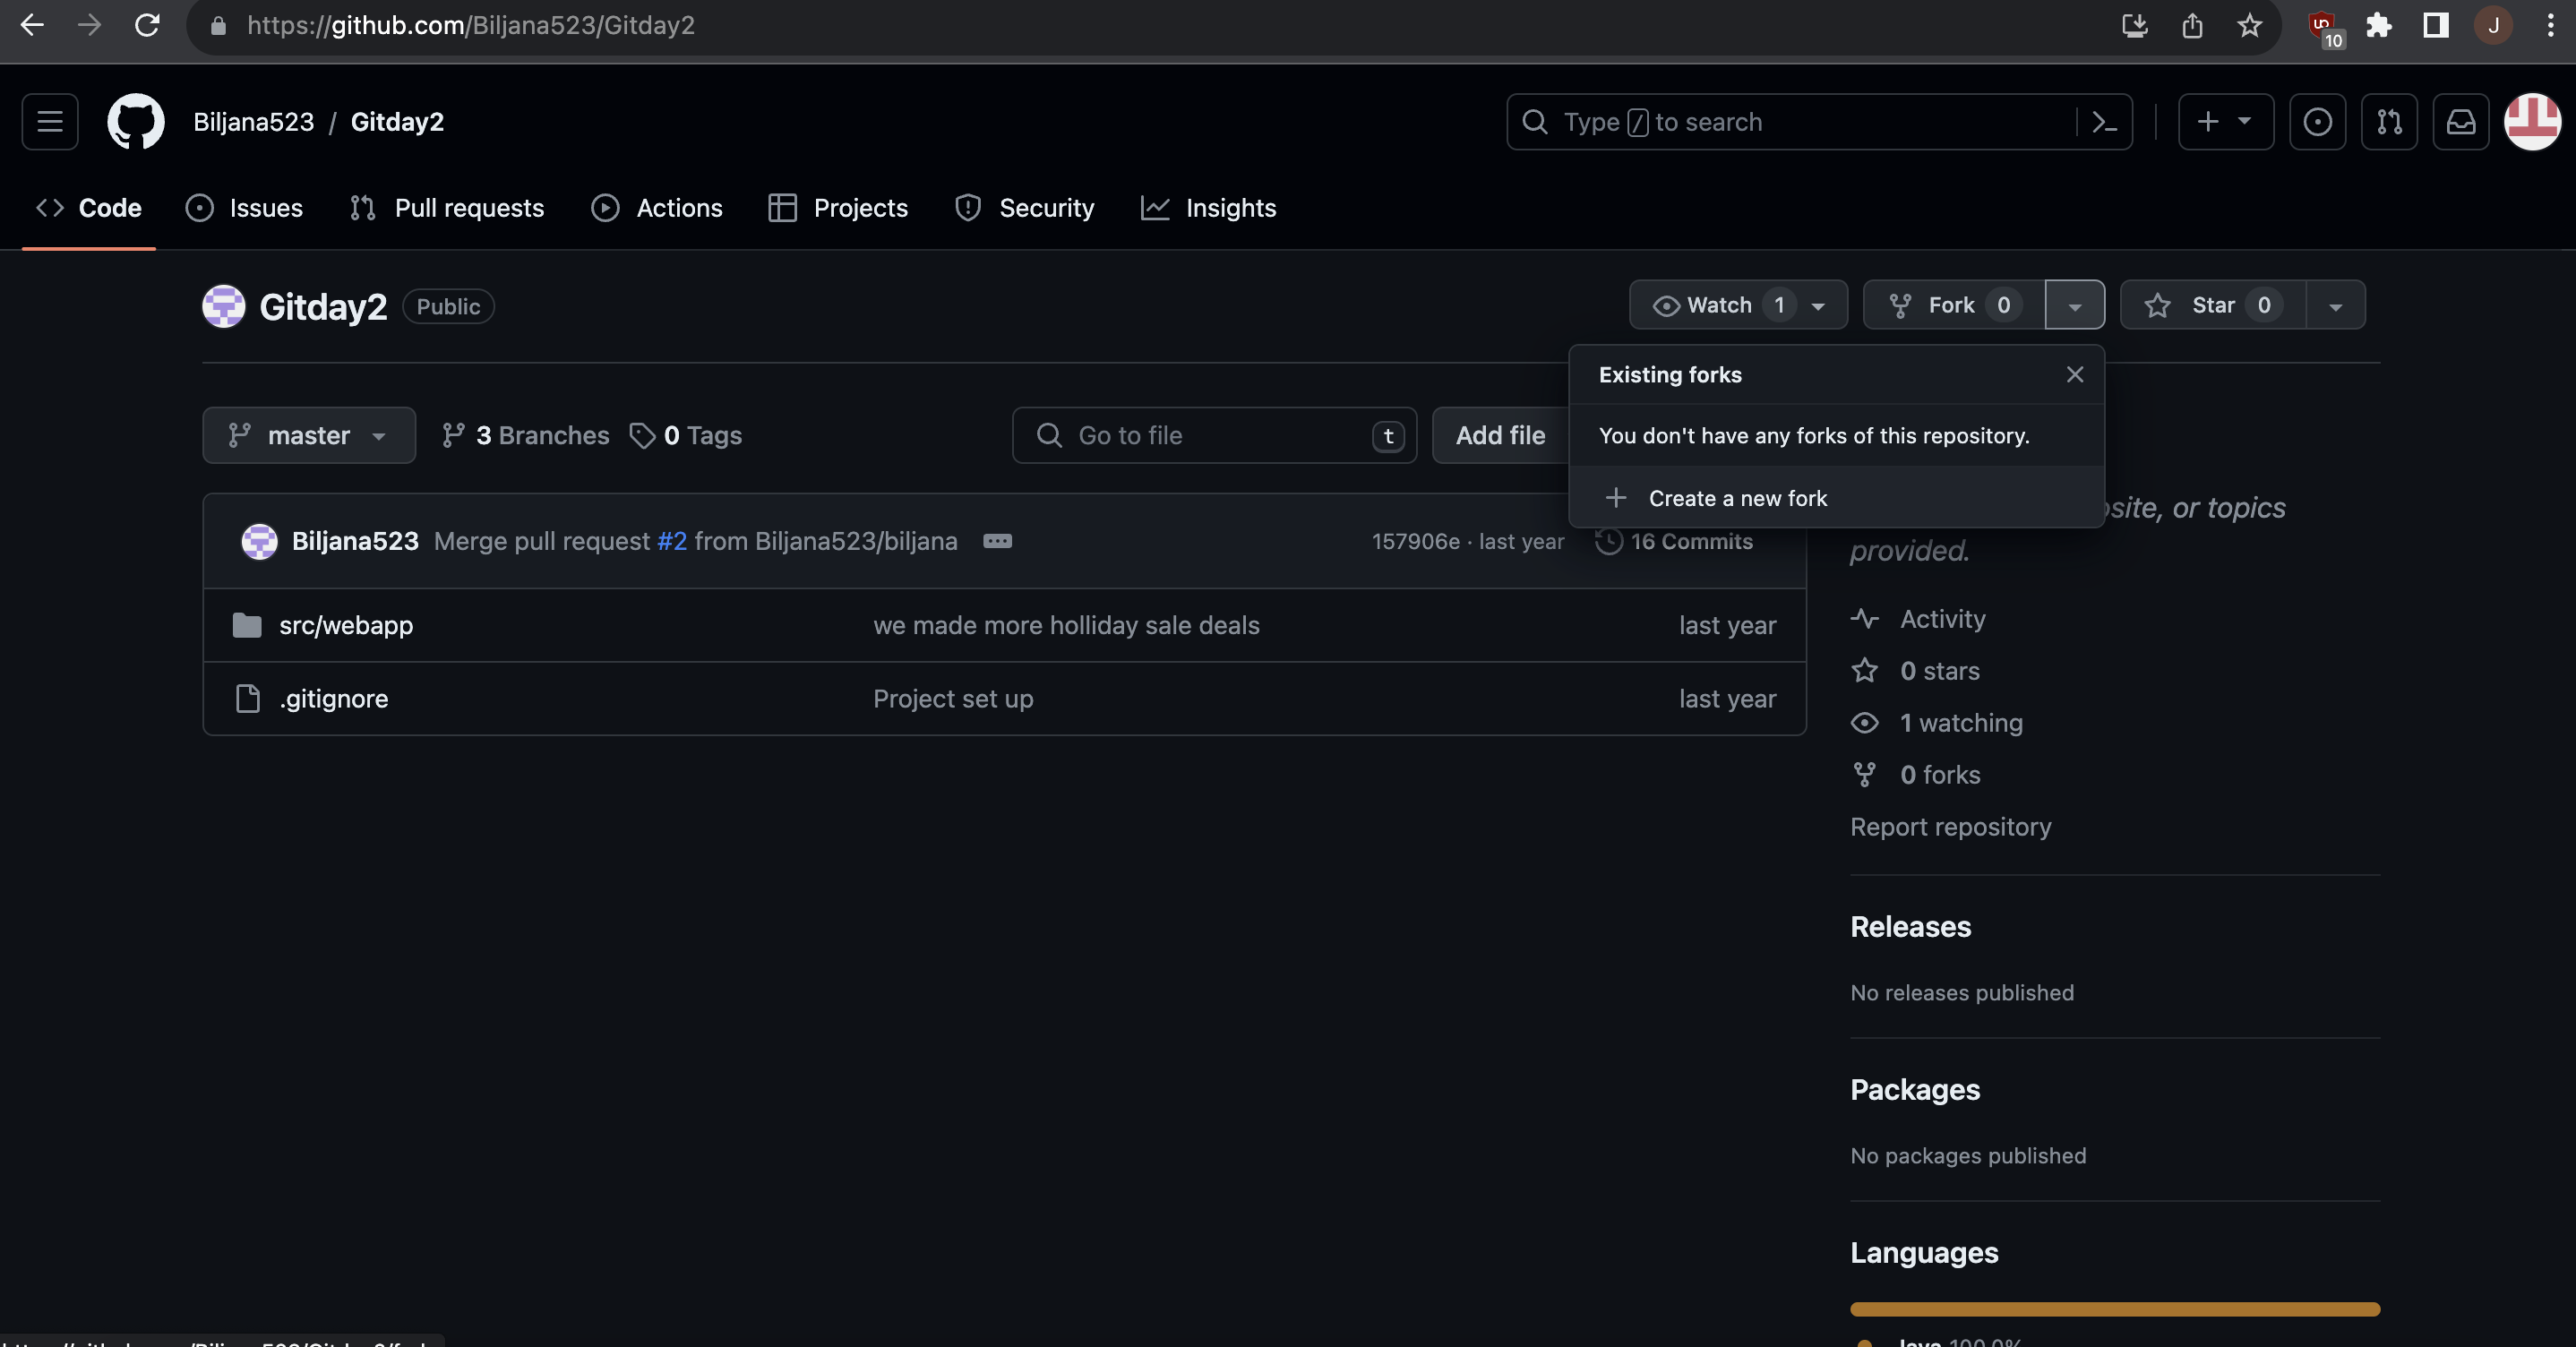 https://github.com/Biljana523/Gitday2
10
J
Biljana523 / Gitday2
Type / to search
Code Issues Pull requests Actions Projects Security Insights
Gitday2 Public
Watch 1 Fork 0 Star 0
Existing forks
You don't have any forks of this repository.
Create a new fork
master 3 Branches 0 Tags
Go to file t Add file
or topics
provided.
Biljana523 Merge pull request #2 from Biljana523/biljana 157906e · last year 16 Commits
src/webapp we made more holliday sale deals last year
.gitignore Project set up last year
Activity
0 stars
1 watching
0 forks
Report repository
Releases
No releases published
Packages
No packages published
Languages
Java 100.0%